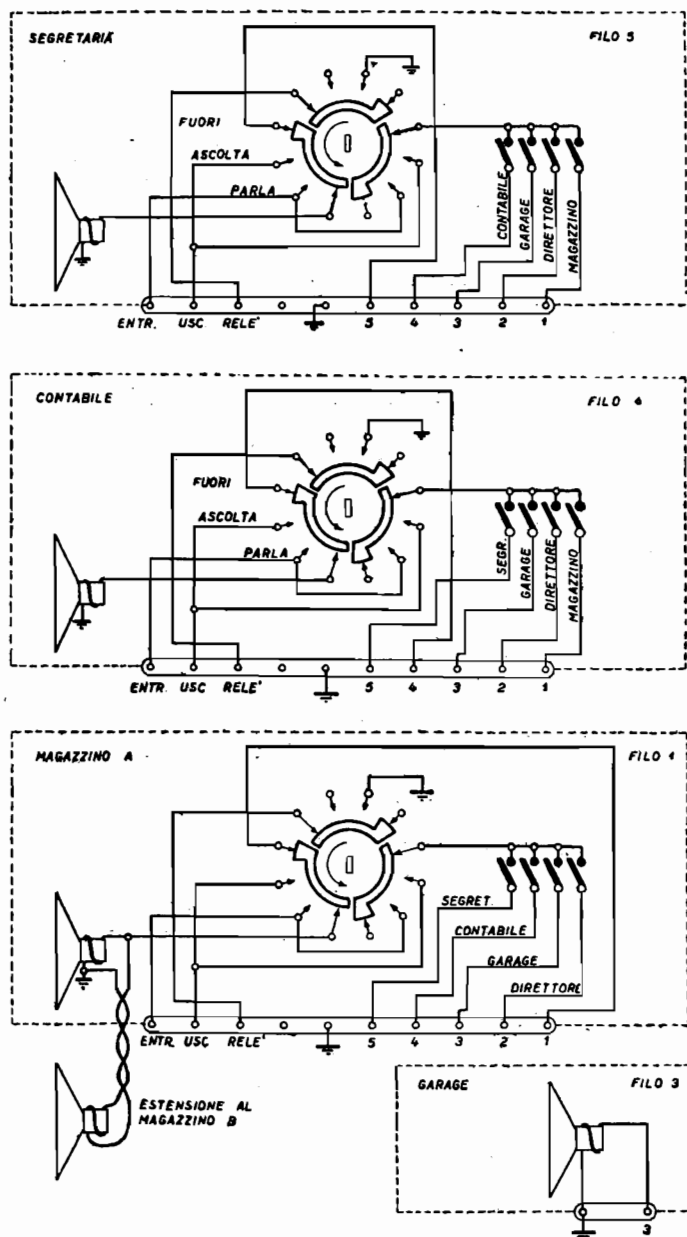 SEGRETARIA
FILO 5
FUORI
ASCOLTA
PARLA
CONTABILE
GARAGE
DIRETTORE
MAGAZZINO
ENTR. USC. RELE' 5 4 3 2 1
CONTABILE
FILO 4
FUORI
ASCOLTA
PARLA
SEGR.
GARAGE
DIRETTORE
MAGAZZINO
ENTR. USC RELE' 5 4 3 2 1
MAGAZZINO A
FILO 1
SEGRET.
CONTABILE
GARAGE
DIRETTORE
ENTR. USC RELE' 5 4 3 2 1
ESTENSIONE AL
MAGAZZINO B
GARAGE
FILO 3
3